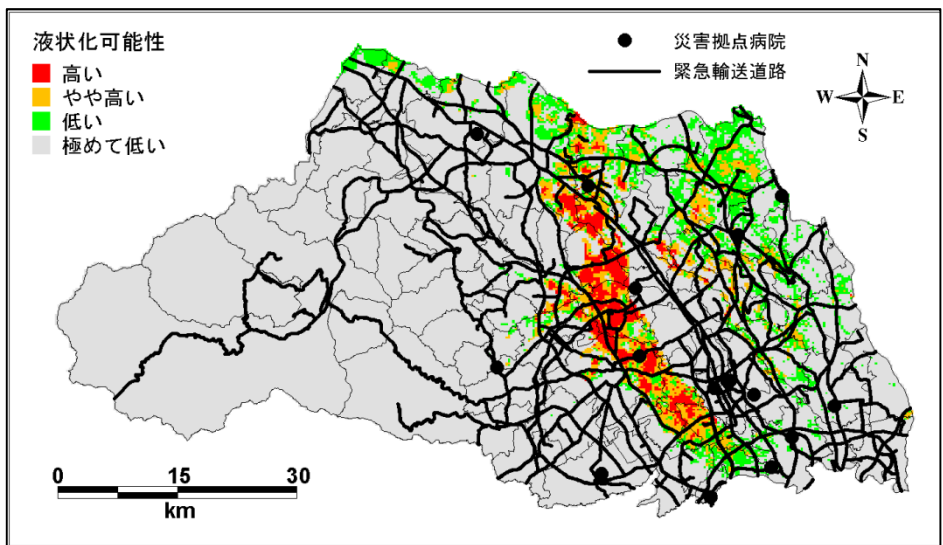 液状化可能性
高い
やや高い
低い
極めて低い
災害拠点病院
緊急輸送道路
N
W E
S
0 15 30
km